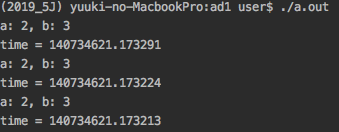 (2019_5J) yuuki-no-MacbookPro:ad1 user$ ./a.out
a: 2, b: 3
time = 140734621.173291
a: 2, b: 3
time = 140734621.173224
a: 2, b: 3
time = 140734621.173213